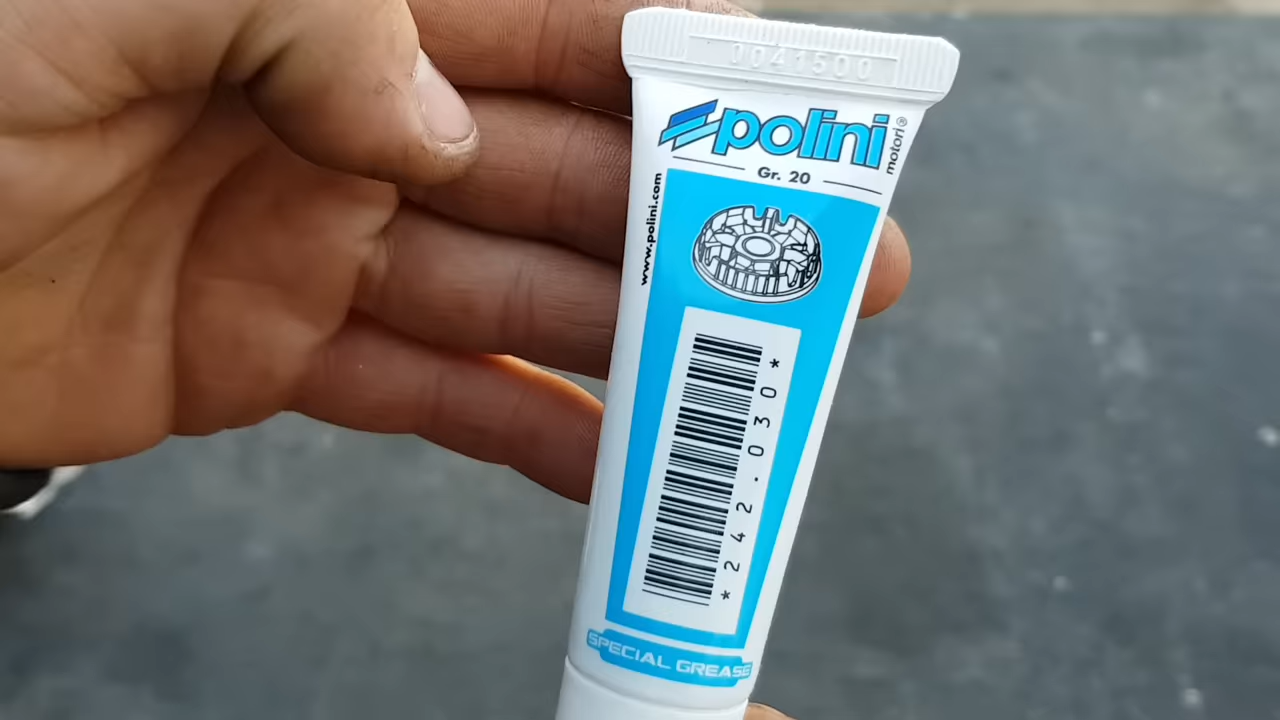 0041500
polini
motori®
Gr. 20
www.polini.com
*242.030*
SPECIAL GREASE